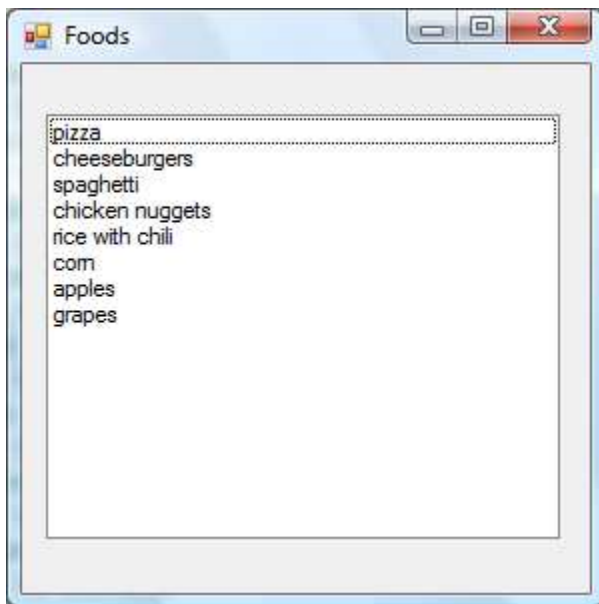 Foods
pizza
cheeseburgers
spaghetti
chicken nuggets
rice with chili
corn
apples
grapes